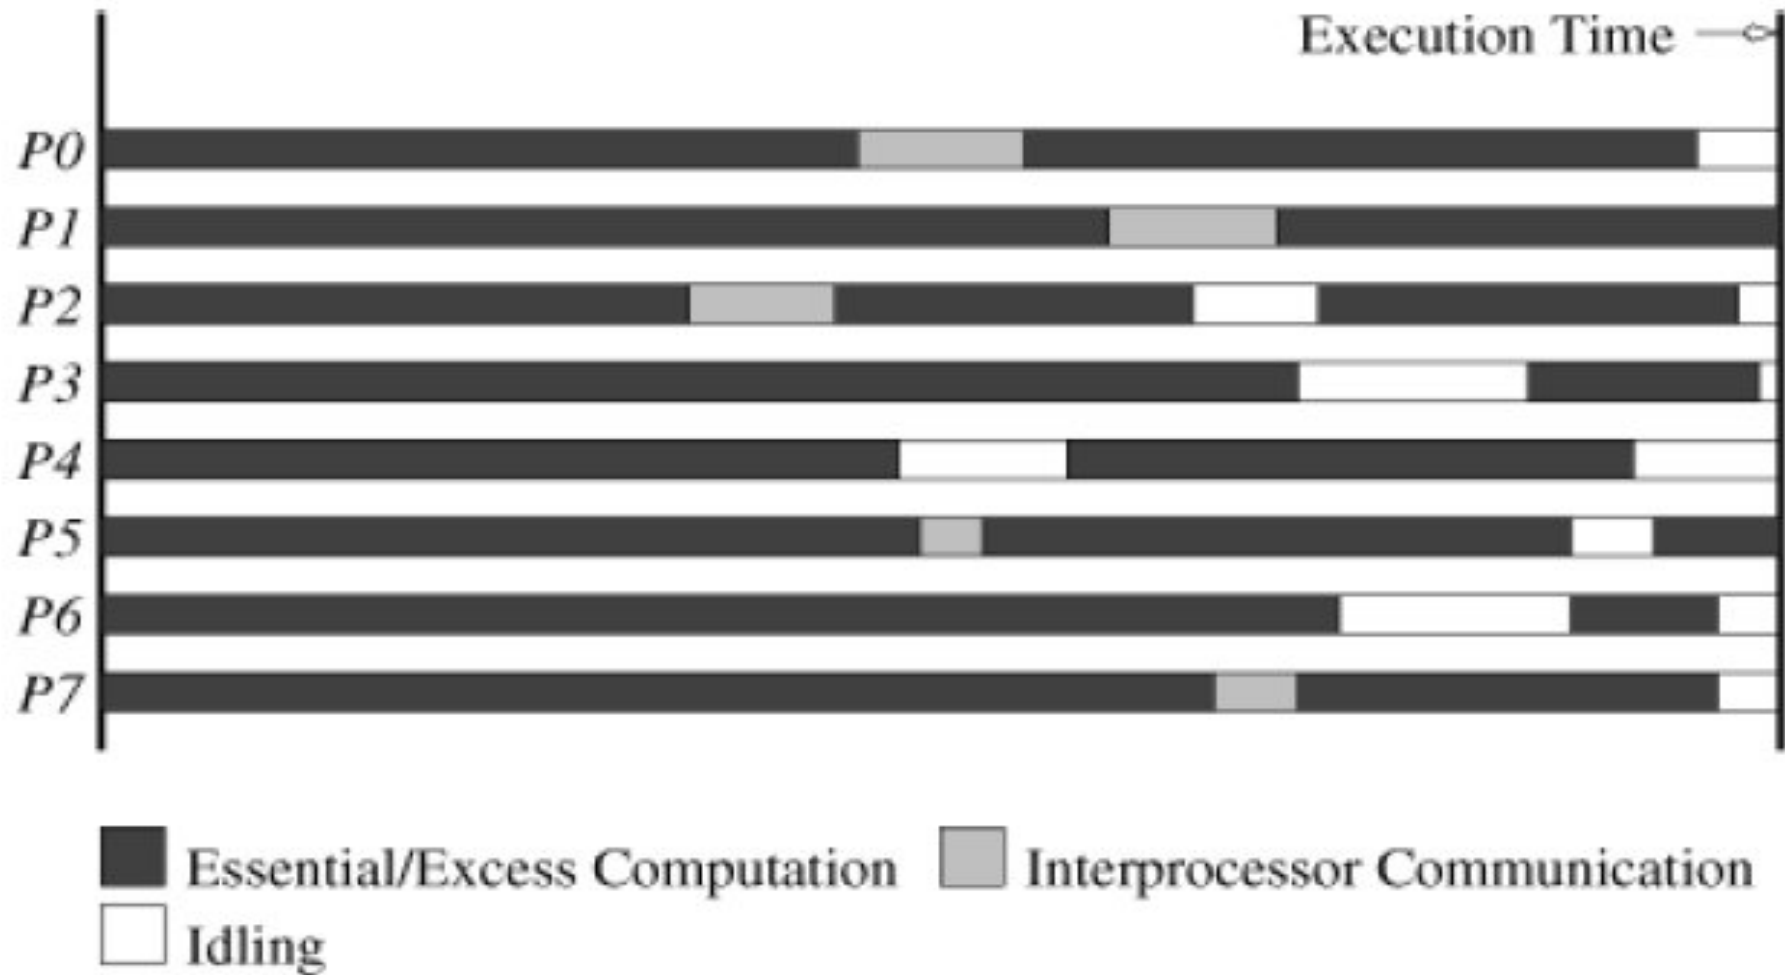 Execution Time
P0
P1
P2
P3
P4
P5
P6
P7
Essential/Excess Computation
Interprocessor Communication
Idling